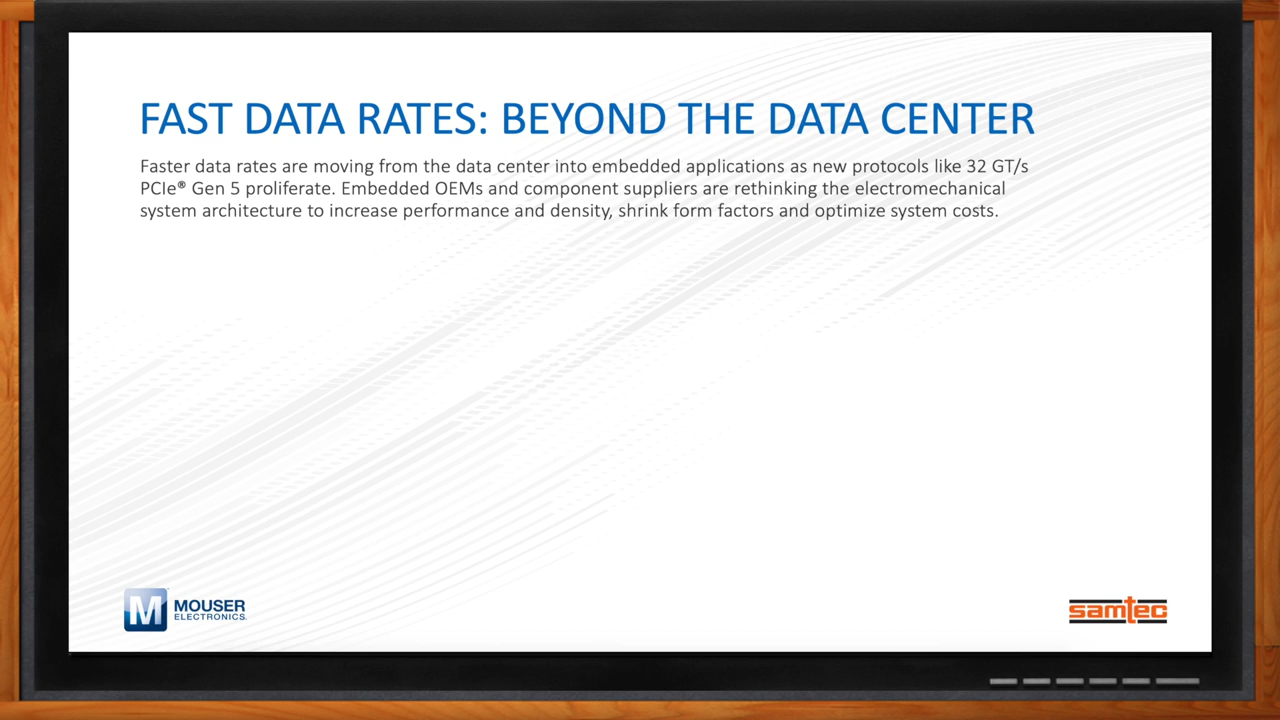 FAST DATA RATES: BEYOND THE DATA CENTER
Faster data rates are moving from the data center into embedded applications as new protocols like 32 GT/s
PCIe® Gen 5 proliferate. Embedded OEMs and component suppliers are rethinking the electromechanical
system architecture to increase performance and density, shrink form factors and optimize system costs.
M MOUSER
ELECTRONICS.
samtec